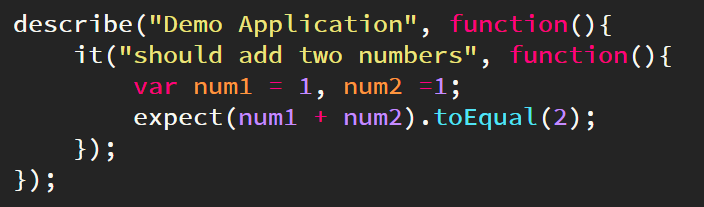 describe("Demo Application", function(){
    it("should add two numbers", function(){
        var num1 = 1, num2 =1;
        expect(num1 + num2).toEqual(2);
    });
});